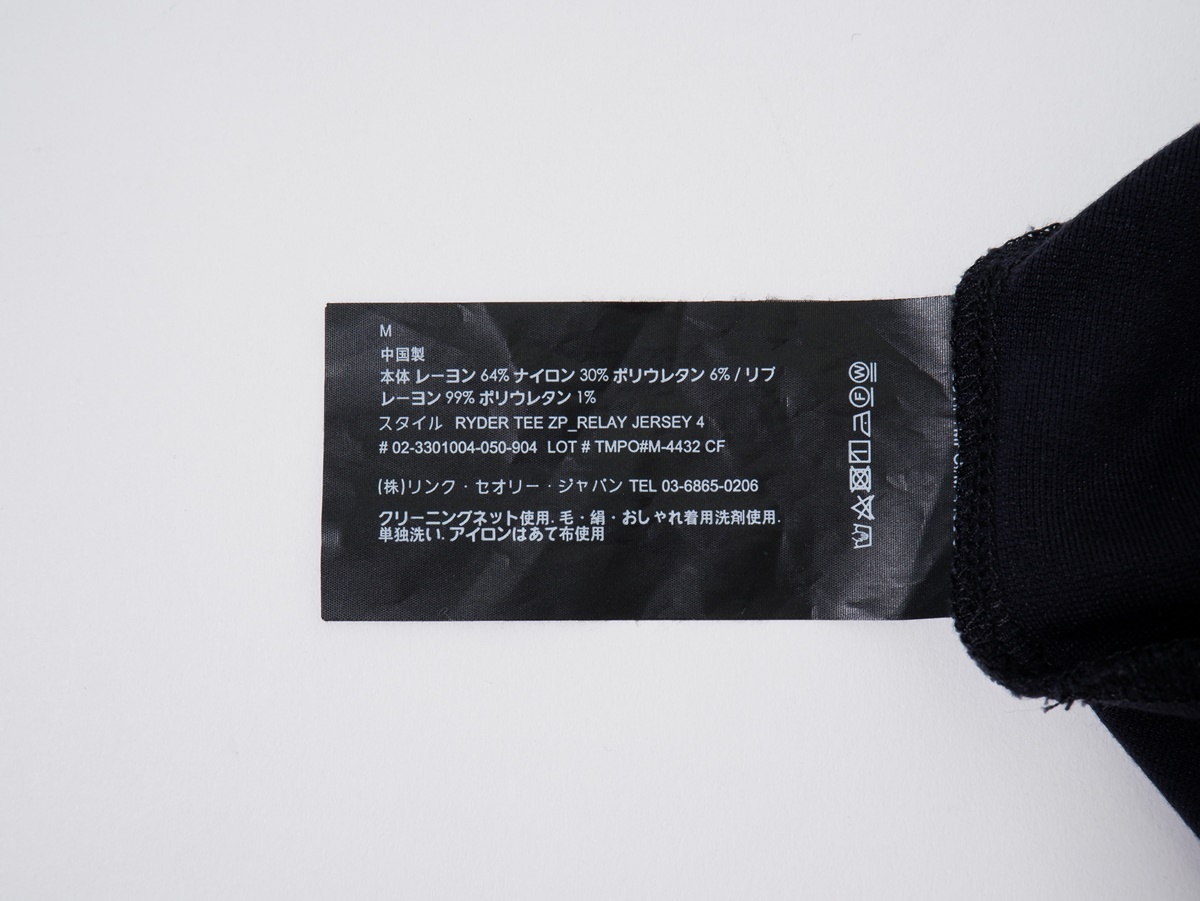 M
中国製
本体 レーヨン 64% ナイロン 30% ポリウレタン 6% / リブ
レーヨン 99% ポリウレタン 1%
スタイル RYDER TEE ZP_RELAY JERSEY 4
# 02-3301004-050-904 LOT # TMPO#M-4432 CF
(株)リンク・セオリー・ジャパン TEL 03-6865-0206
クリーニングネット使用. 毛・絹・おしゃれ着用洗剤使用.
単独洗い. アイロンはあて布使用
W
F